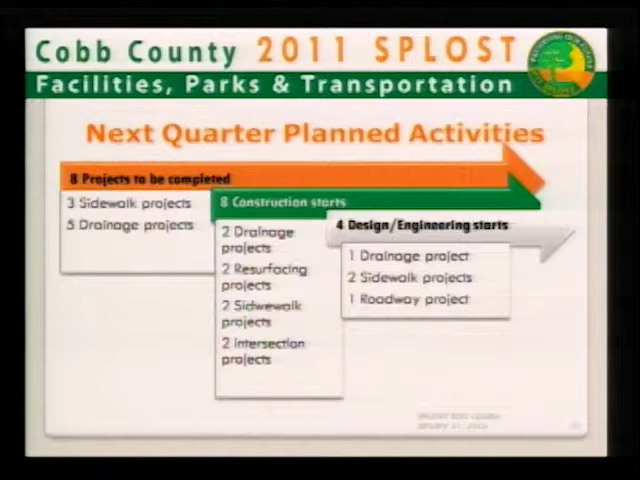 Cobb County 2011 SPLOST
Facilities, Parks & Transportation
Next Quarter Planned Activities
8 Projects to be completed
3 Sidewalk projects
5 Drainage projects
8 Construction starts
2 Drainage
projects
2 Resurfacing
projects
2 Sidwewalk
projects
2 Intersection
projects
4 Design/Engineering starts
1 Drainage project
2 Sidewalk projects
1 Roadway project